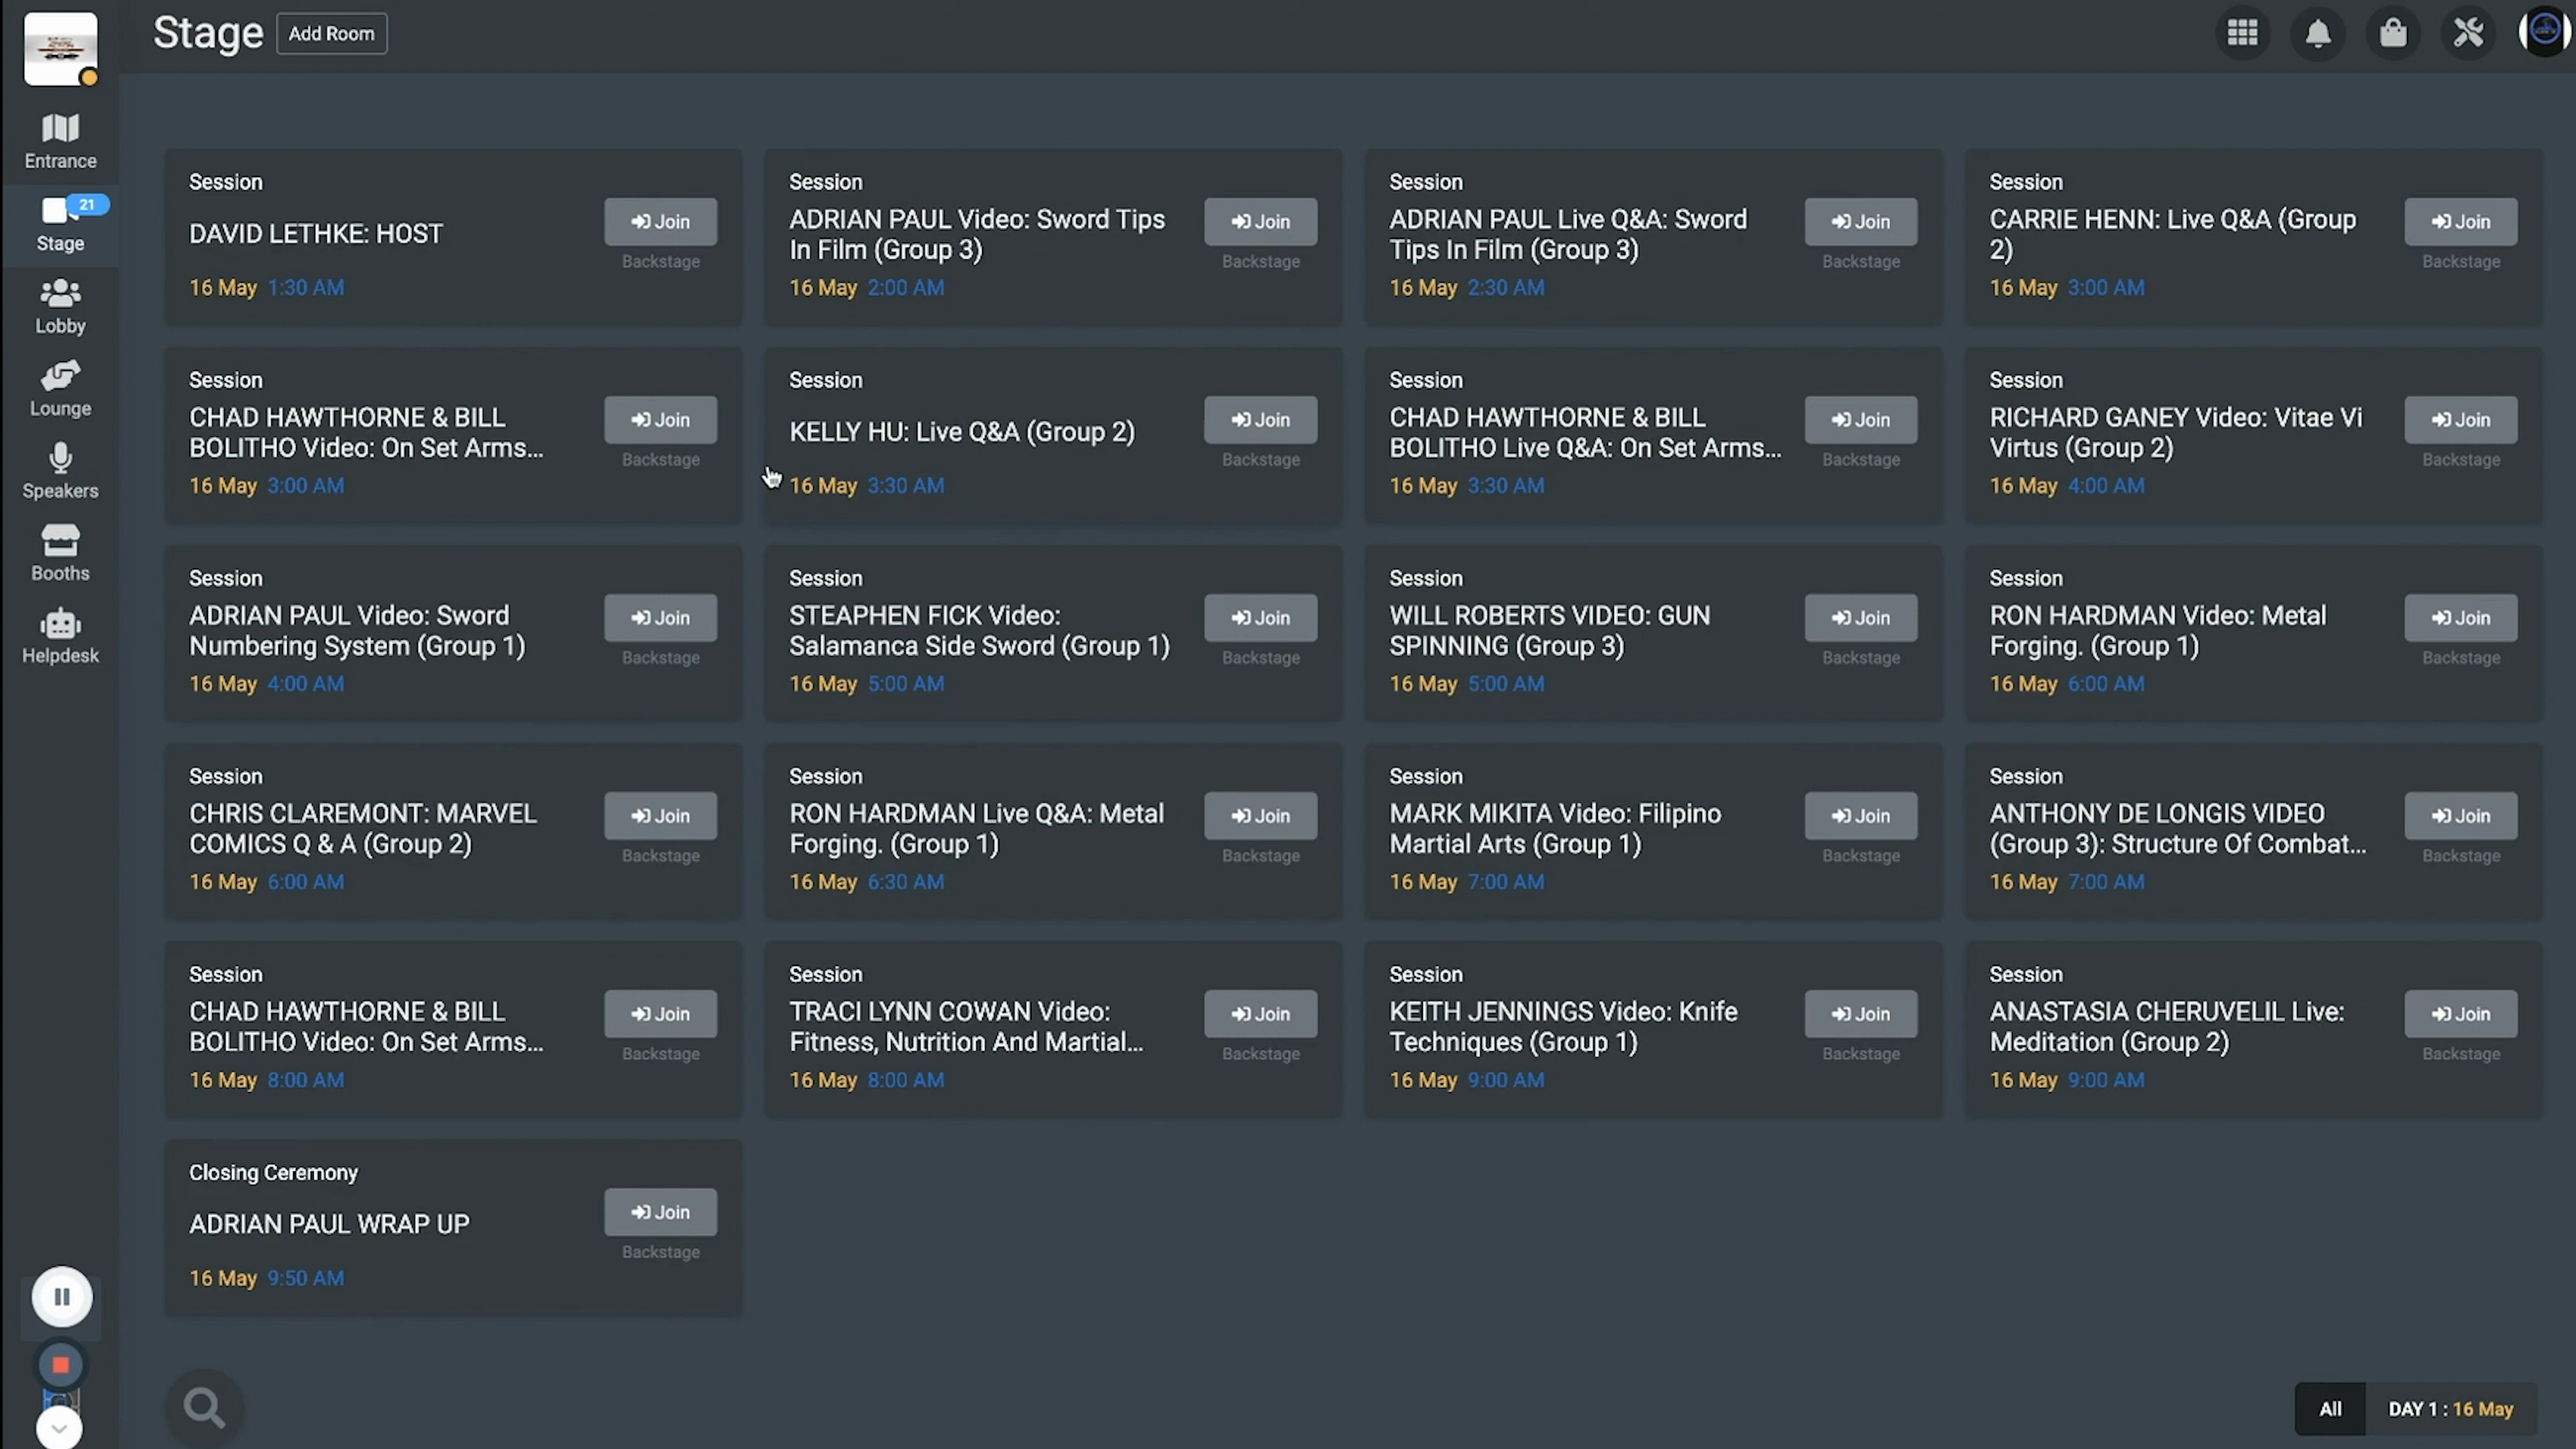 Stage
Add Room
Entrance
21
Stage
Lobby
Lounge
Speakers
Booths
Helpdesk
Session
DAVID LETHKE: HOST
16 May 1:30 AM
Join
Backstage
Session
ADRIAN PAUL Video: Sword Tips
In Film (Group 3)
16 May 2:00 AM
Join
Backstage
Session
ADRIAN PAUL Live Q&A: Sword
Tips In Film (Group 3)
16 May 2:30 AM
Join
Backstage
Session
CARRIE HENN: Live Q&A (Group
2)
16 May 3:00 AM
Join
Backstage
Session
CHAD HAWTHORNE & BILL
BOLITHO Video: On Set Arms...
16 May 3:00 AM
Join
Backstage
Session
KELLY HU: Live Q&A (Group 2)
16 May 3:30 AM
Join
Backstage
Session
CHAD HAWTHORNE & BILL
BOLITHO Live Q&A: On Set Arms...
16 May 3:30 AM
Join
Backstage
Session
RICHARD GANEY Video: Vitae Vi
Virtus (Group 2)
16 May 4:00 AM
Join
Backstage
Session
ADRIAN PAUL Video: Sword
Numbering System (Group 1)
16 May 4:00 AM
Join
Backstage
Session
STEAPHEN FICK Video:
Salamanca Side Sword (Group 1)
16 May 5:00 AM
Join
Backstage
Session
WILL ROBERTS VIDEO: GUN
SPINNING (Group 3)
16 May 5:00 AM
Join
Backstage
Session
RON HARDMAN Video: Metal
Forging. (Group 1)
16 May 6:00 AM
Join
Backstage
Session
CHRIS CLAREMONT: MARVEL
COMICS Q & A (Group 2)
16 May 6:00 AM
Join
Backstage
Session
RON HARDMAN Live Q&A: Metal
Forging. (Group 1)
16 May 6:30 AM
Join
Backstage
Session
MARK MIKITA Video: Filipino
Martial Arts (Group 1)
16 May 7:00 AM
Join
Backstage
Session
ANTHONY DE LONGIS VIDEO
(Group 3): Structure Of Combat...
16 May 7:00 AM
Join
Backstage
Session
CHAD HAWTHORNE & BILL
BOLITHO Video: On Set Arms...
16 May 8:00 AM
Join
Backstage
Session
TRACI LYNN COWAN Video:
Fitness, Nutrition And Martial...
16 May 8:00 AM
Join
Backstage
Session
KEITH JENNINGS Video: Knife
Techniques (Group 1)
16 May 9:00 AM
Join
Backstage
Session
ANASTASIA CHERUVELIL Live:
Meditation (Group 2)
16 May 9:00 AM
Join
Backstage
Closing Ceremony
ADRIAN PAUL WRAP UP
16 May 9:50 AM
Join
Backstage
All
DAY 1 : 16 May